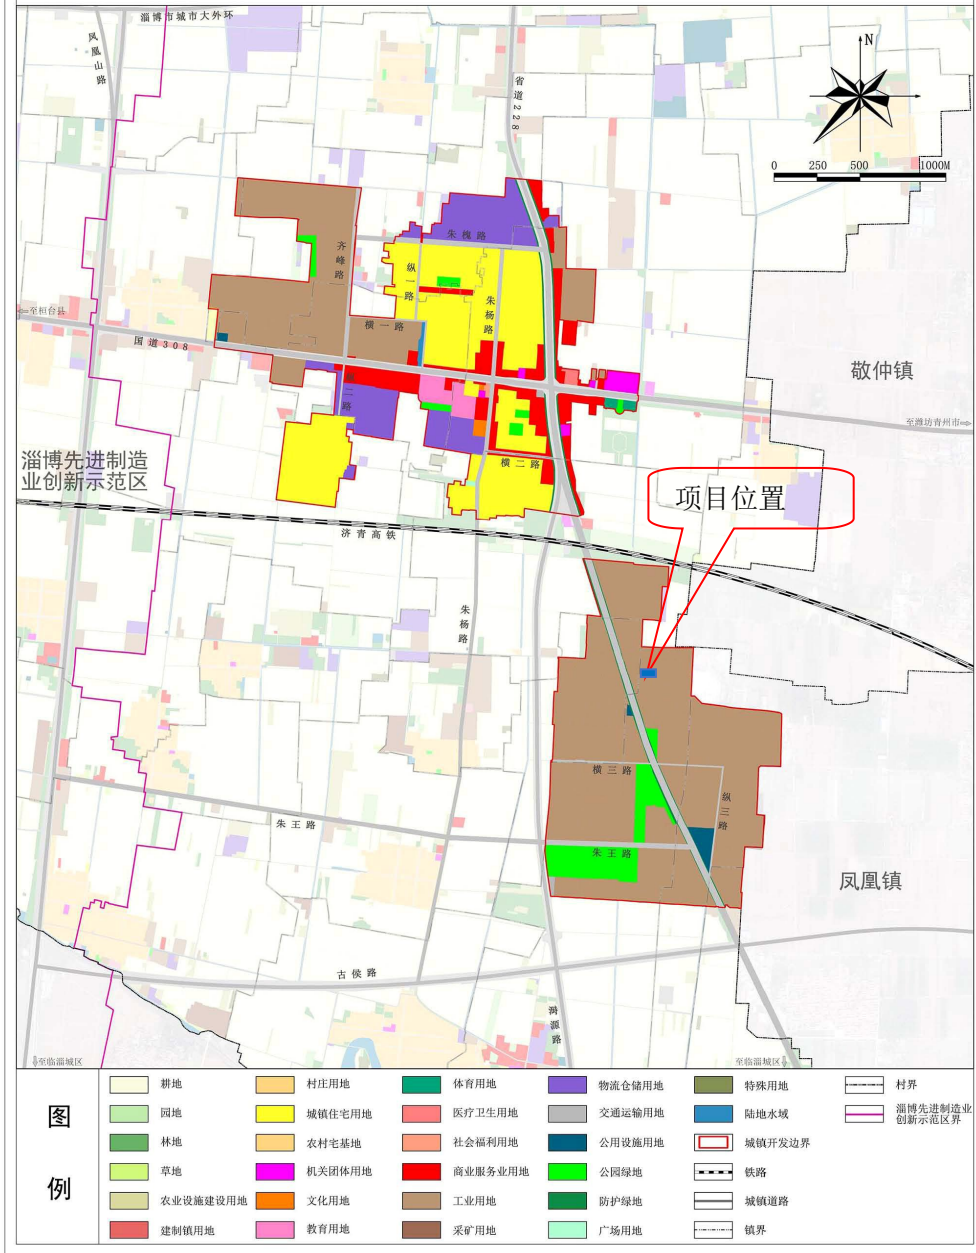 淄博市城市大外环
凤凰山路
省道228
N
0 250 500 1000M
朱槐路
齐峰路
纵一路
朱杨路
横一路
至桓台县
国道308
二路
敬仲镇
至潍坊青州市
淄博先进制造
业创新示范区
横二路
项目位置
济青高铁
朱杨路
横三路
纵三路
朱王路
朱王路
凤凰镇
古侯路
淄源路
至临淄城区
至临淄城区
图例
耕地
村庄用地
体育用地
物流仓储用地
特殊用地
村界
园地
城镇住宅用地
医疗卫生用地
交通运输用地
陆地水域
淄博先进制造业
创新示范区界
林地
农村宅基地
社会福利用地
公用设施用地
城镇开发边界
草地
机关团体用地
商业服务业用地
公园绿地
铁路
农业设施建设用地
文化用地
工业用地
防护绿地
城镇道路
建制镇用地
教育用地
采矿用地
广场用地
镇界